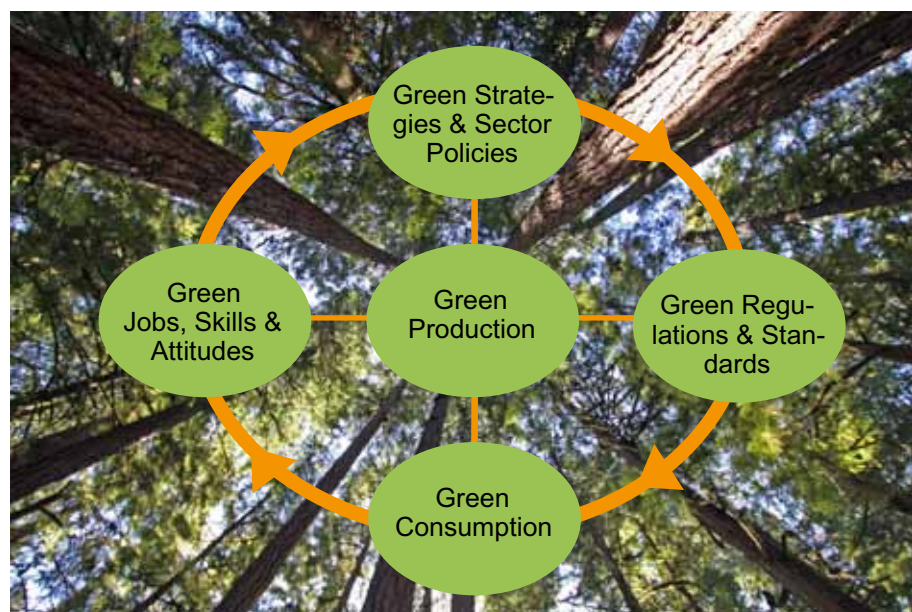 Green Strate-
gies & Sector
Policies
Green
Jobs, Skills &
Attitudes
Green
Production
Green Regu-
lations & Stan-
dards
Green
Consumption